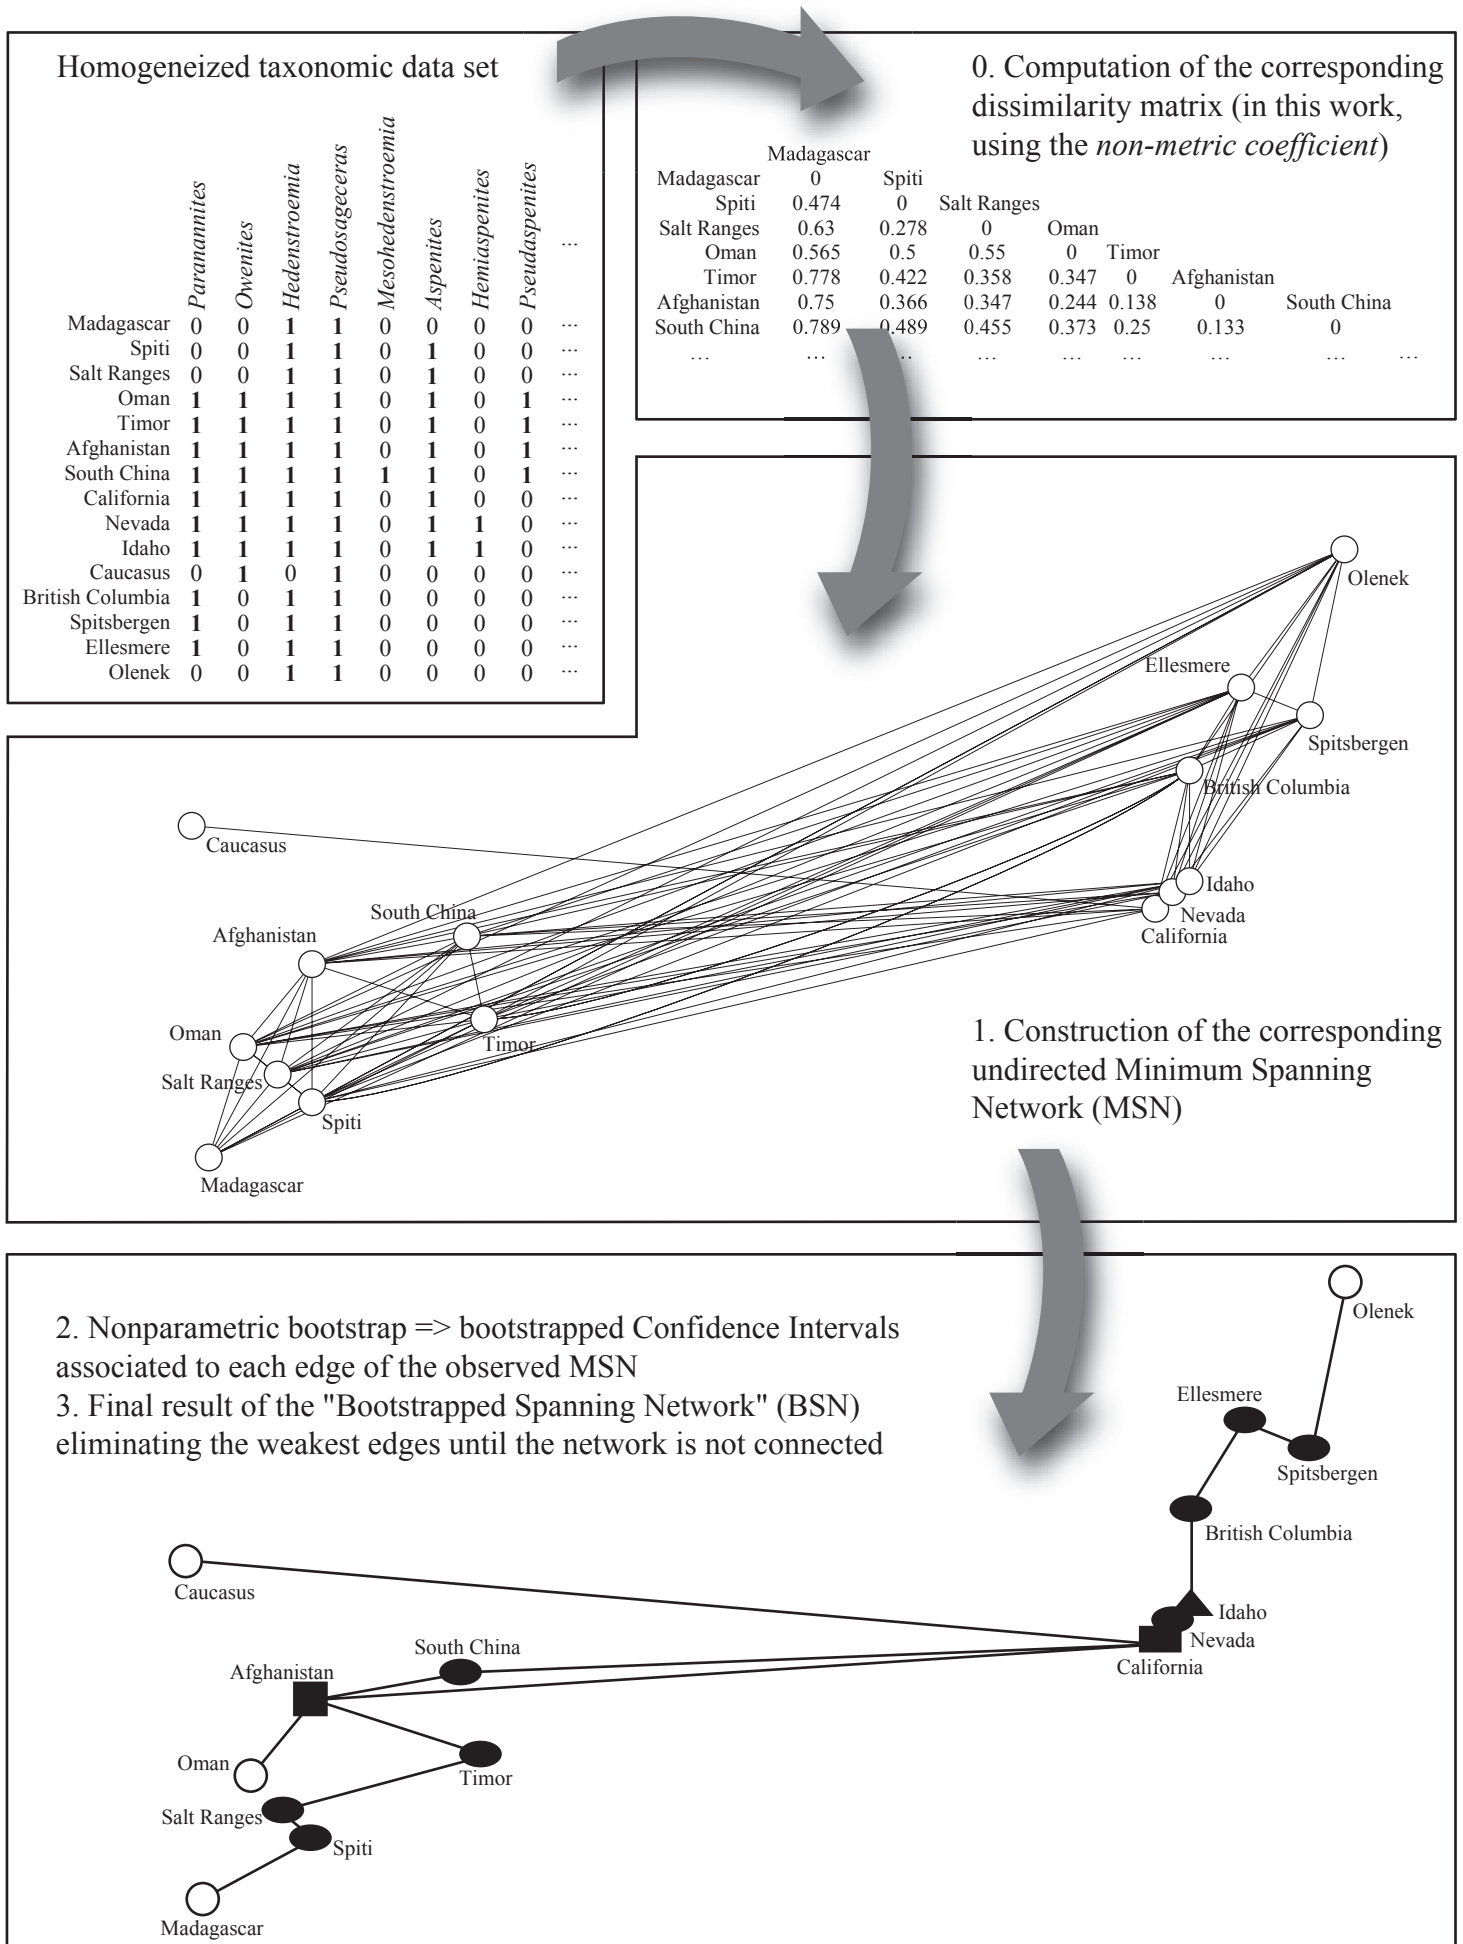 Homogeneized taxonomic data set
Paranannites
Owenites
Hedenstroemia
Pseudosageceras
Mesohedenstroemia
Aspenites
Hemiaspenites
Pseudaspenites
...
Madagascar 0 0 1 1 0 0 0 0 ...
Spiti 0 0 1 1 0 1 0 0 ...
Salt Ranges 0 0 1 1 0 1 0 0 ...
Oman 1 1 1 1 0 1 0 1 ...
Timor 1 1 1 1 0 1 0 1 ...
Afghanistan 1 1 1 1 0 1 0 1 ...
South China 1 1 1 1 1 1 0 1 ...
California 1 1 1 1 0 1 0 0 ...
Nevada 1 1 1 1 0 1 1 0 ...
Idaho 1 1 1 1 0 1 1 0 ...
Caucasus 0 1 0 1 0 0 0 0 ...
British Columbia 1 0 1 1 0 0 0 0 ...
Spitsbergen 1 0 1 1 0 0 0 0 ...
Ellesmere 1 0 1 1 0 0 0 0 ...
Olenek 0 0 1 1 0 0 0 0 ...
0. Computation of the corresponding
dissimilarity matrix (in this work,
using the non-metric coefficient)
Madagascar
Madagascar 0 Spiti
Spiti 0.474 0 Salt Ranges
Salt Ranges 0.63 0.278 0 Oman
Oman 0.565 0.5 0.55 0 Timor
Timor 0.778 0.422 0.358 0.347 0 Afghanistan
Afghanistan 0.75 0.366 0.347 0.244 0.138 0 South China
South China 0.789 0.489 0.455 0.373 0.25 0.133 0
... ... ... ... ... ... ... ... ...
Olenek
Ellesmere
Spitsbergen
British Columbia
Caucasus
Idaho
South China
Nevada
Afghanistan
California
Oman
Timor
Salt Ranges
Spiti
Madagascar
1. Construction of the corresponding
undirected Minimum Spanning
Network (MSN)
2. Nonparametric bootstrap => bootstrapped Confidence Intervals
associated to each edge of the observed MSN
3. Final result of the "Bootstrapped Spanning Network" (BSN)
eliminating the weakest edges until the network is not connected
Olenek
Ellesmere
Spitsbergen
British Columbia
Caucasus
Idaho
South China
Nevada
Afghanistan
California
Oman
Timor
Salt Ranges
Spiti
Madagascar